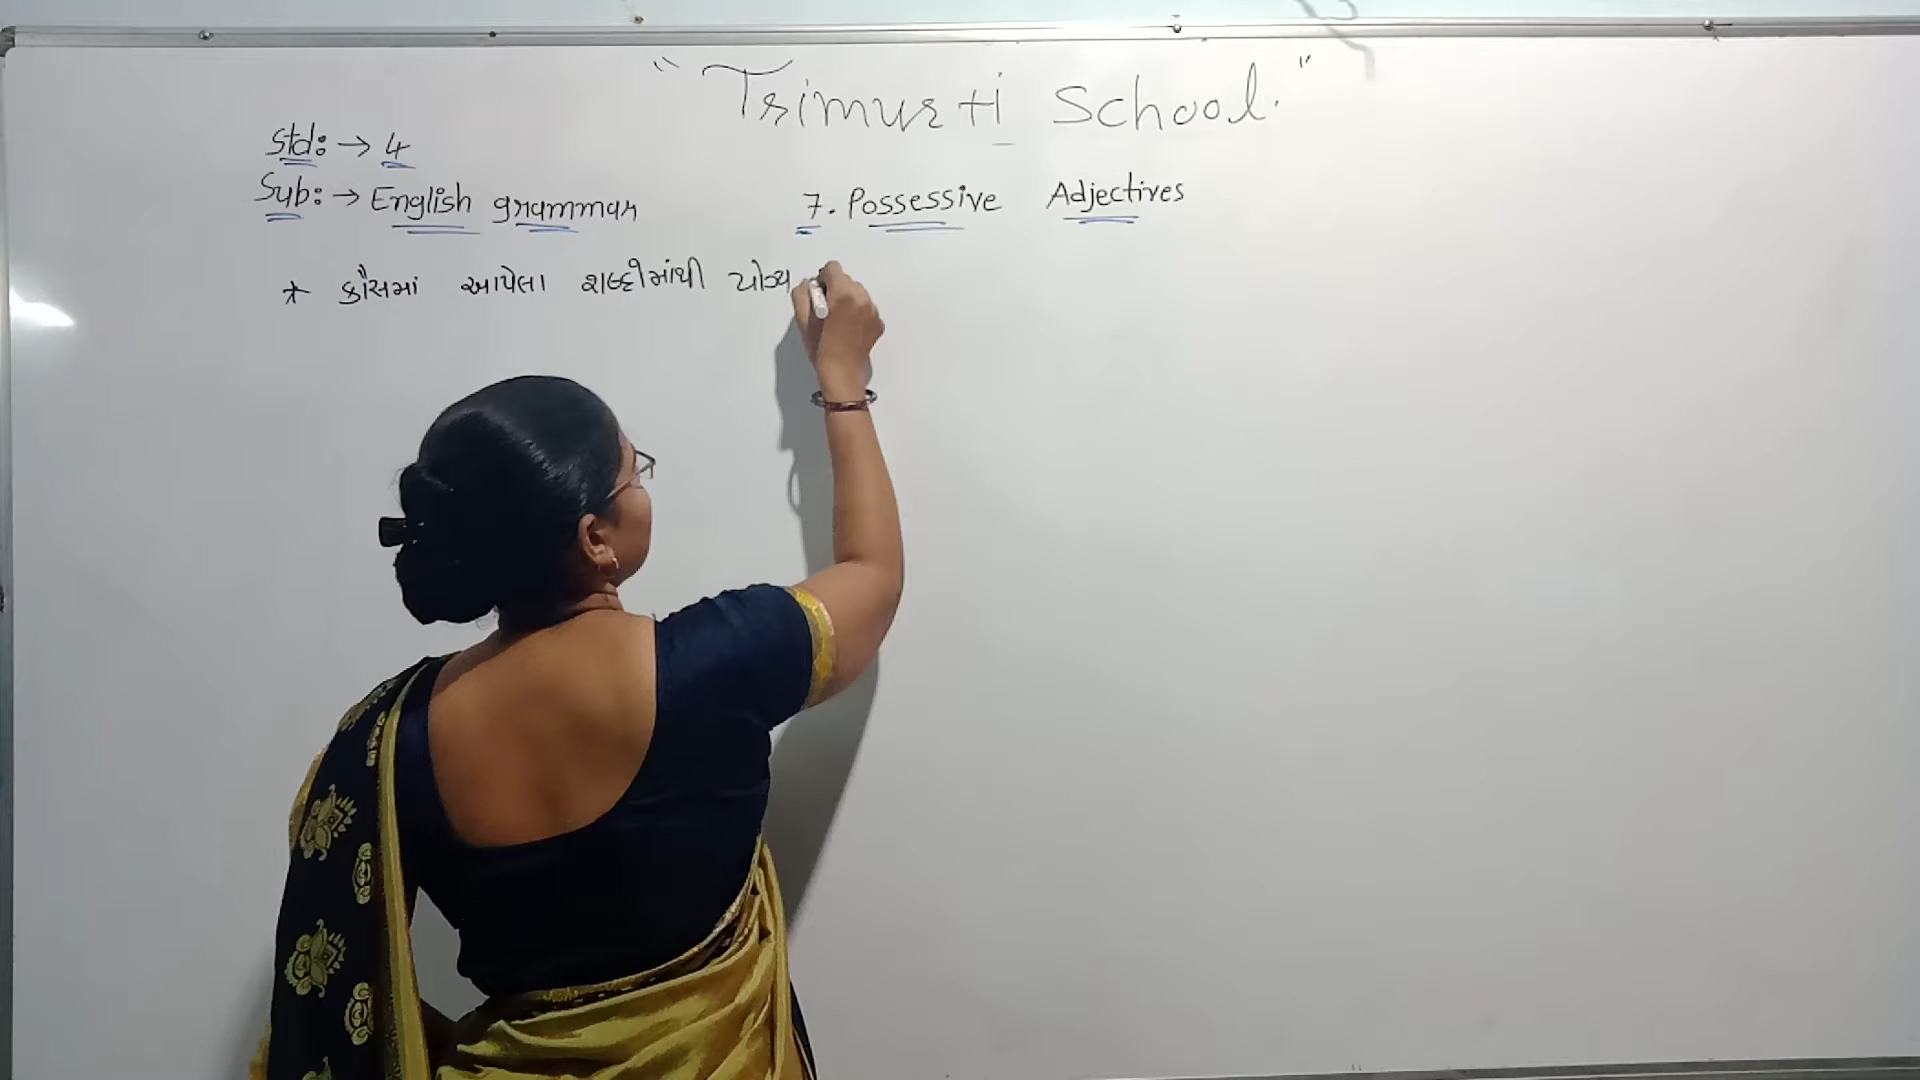 "Trimurti School."
Std: → 4
Sub: → English grammar
7. Possessive Adjectives
* કૌંસમાં આપેલા શબ્દોમાંથી યોગ્ય